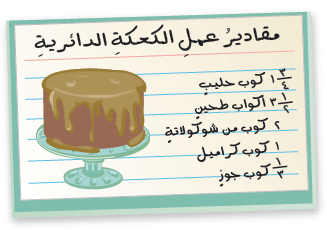 مقاديرُ عملِ الكعكةِ الدائريةِ
١ ٣/٤ كوب حليبٍ
٣ ١/٢ أكواب طحينٍ
٢ كوب من شوكولاتةٍ
١ كوب كراميل
١/٣ كوب جوزٍ